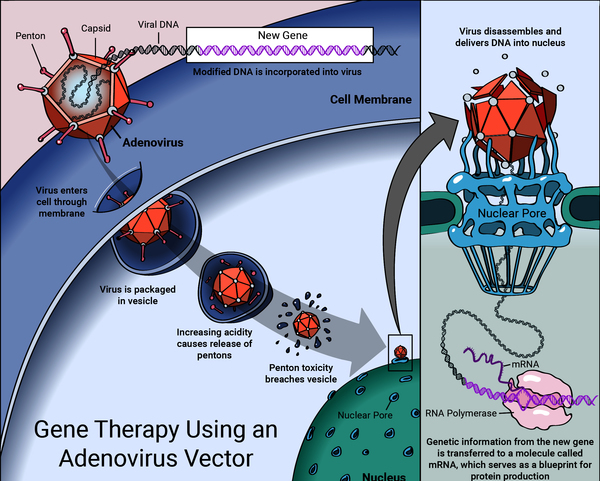 Penton
Capsid
Viral DNA
New Gene
Modified DNA is incorporated into virus
Cell Membrane
Adenovirus
Virus enters
cell through
membrane
Virus is packaged
in vesicle
Increasing acidity
causes release of
pentons
Penton toxicity
breaches vesicle
Nuclear Pore
Nucleus
Gene Therapy Using an
Adenovirus Vector
Virus disassembles and
delivers DNA into nucleus
Nuclear Pore
mRNA
RNA Polymerase
Genetic information from the new gene
is transferred to a molecule called
mRNA, which serves as a blueprint for
protein production